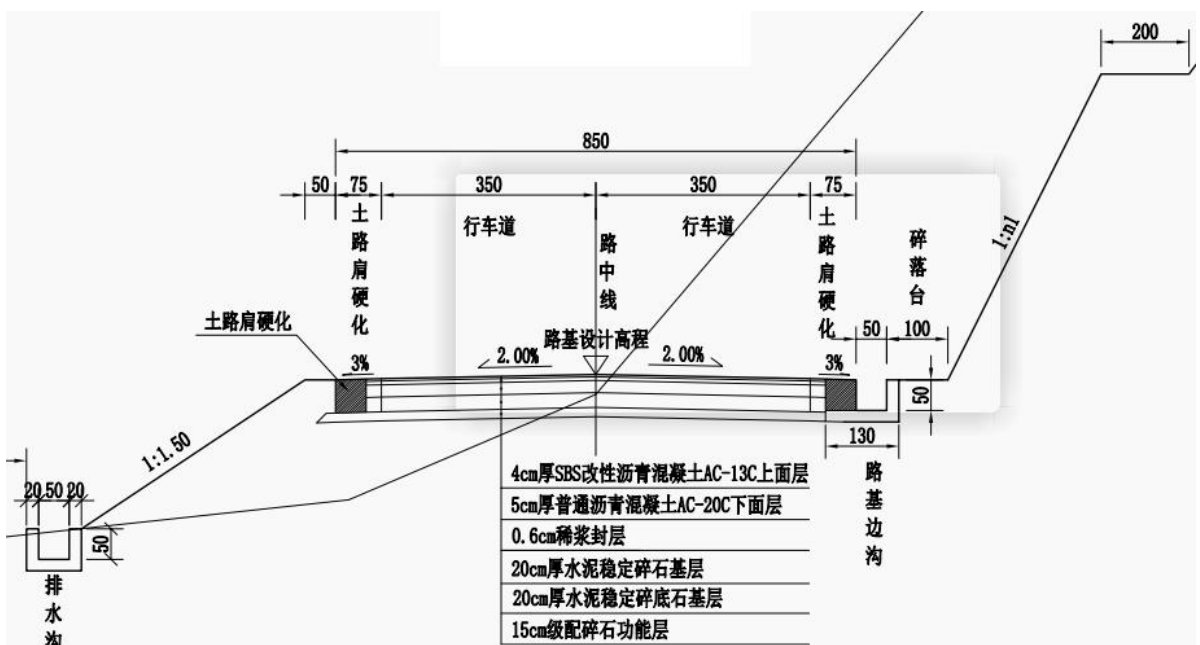 200
850
50
75
350
350
75
土路肩硬化
行车道
路中线
行车道
土路肩硬化
碎落台
1:n1
土路肩硬化
路基设计高程
50
100
3%
2.00%
2.00%
3%
50
1:1.50
130
20
50
20
50
排水沟
4cm厚SBS改性沥青混凝土AC-13C上面层
5cm厚普通沥青混凝土AC-20C下面层
0.6cm稀浆封层
20cm厚水泥稳定碎石基层
20cm厚水泥稳定碎底石基层
15cm级配碎石功能层
路基边沟